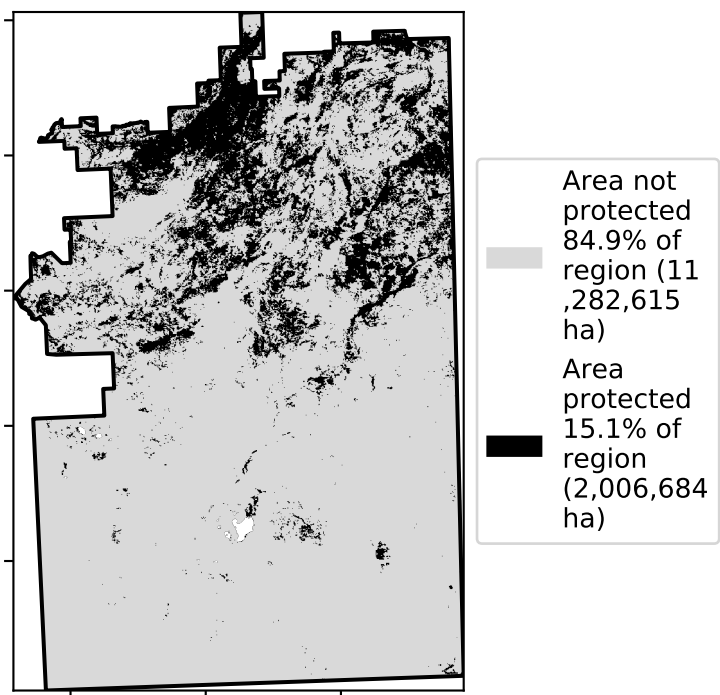 Area not
protected
84.9% of
region (11
,282,615
ha)
Area
protected
15.1% of
region
(2,006,684
ha)